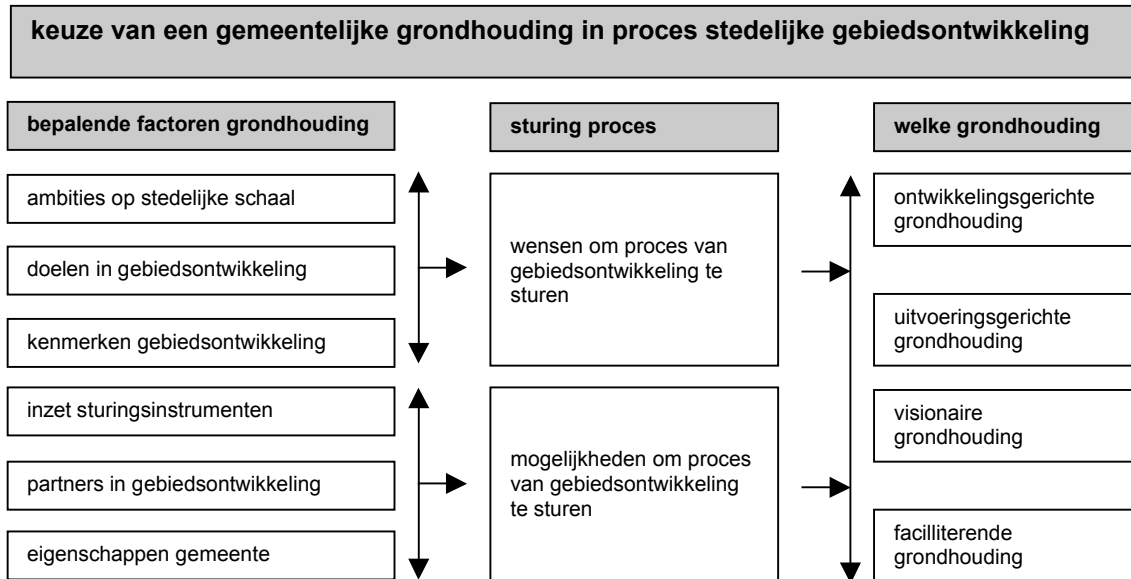 keuze van een gemeentelijke grondhouding in proces stedelijke gebiedsontwikkeling
bepalende factoren grondhouding
ambities op stedelijke schaal
doelen in gebiedsontwikkeling
kenmerken gebiedsontwikkeling
inzet sturingsinstrumenten
partners in gebiedsontwikkeling
eigenschappen gemeente
sturing proces
wensen om proces van
gebiedsontwikkeling te
sturen
mogelijkheden om proces
van gebiedsontwikkeling
te sturen
welke grondhouding
ontwikkelingsgerichte
grondhouding
uitvoeringsgerichte
grondhouding
visionaire
grondhouding
facilliterende
grondhouding